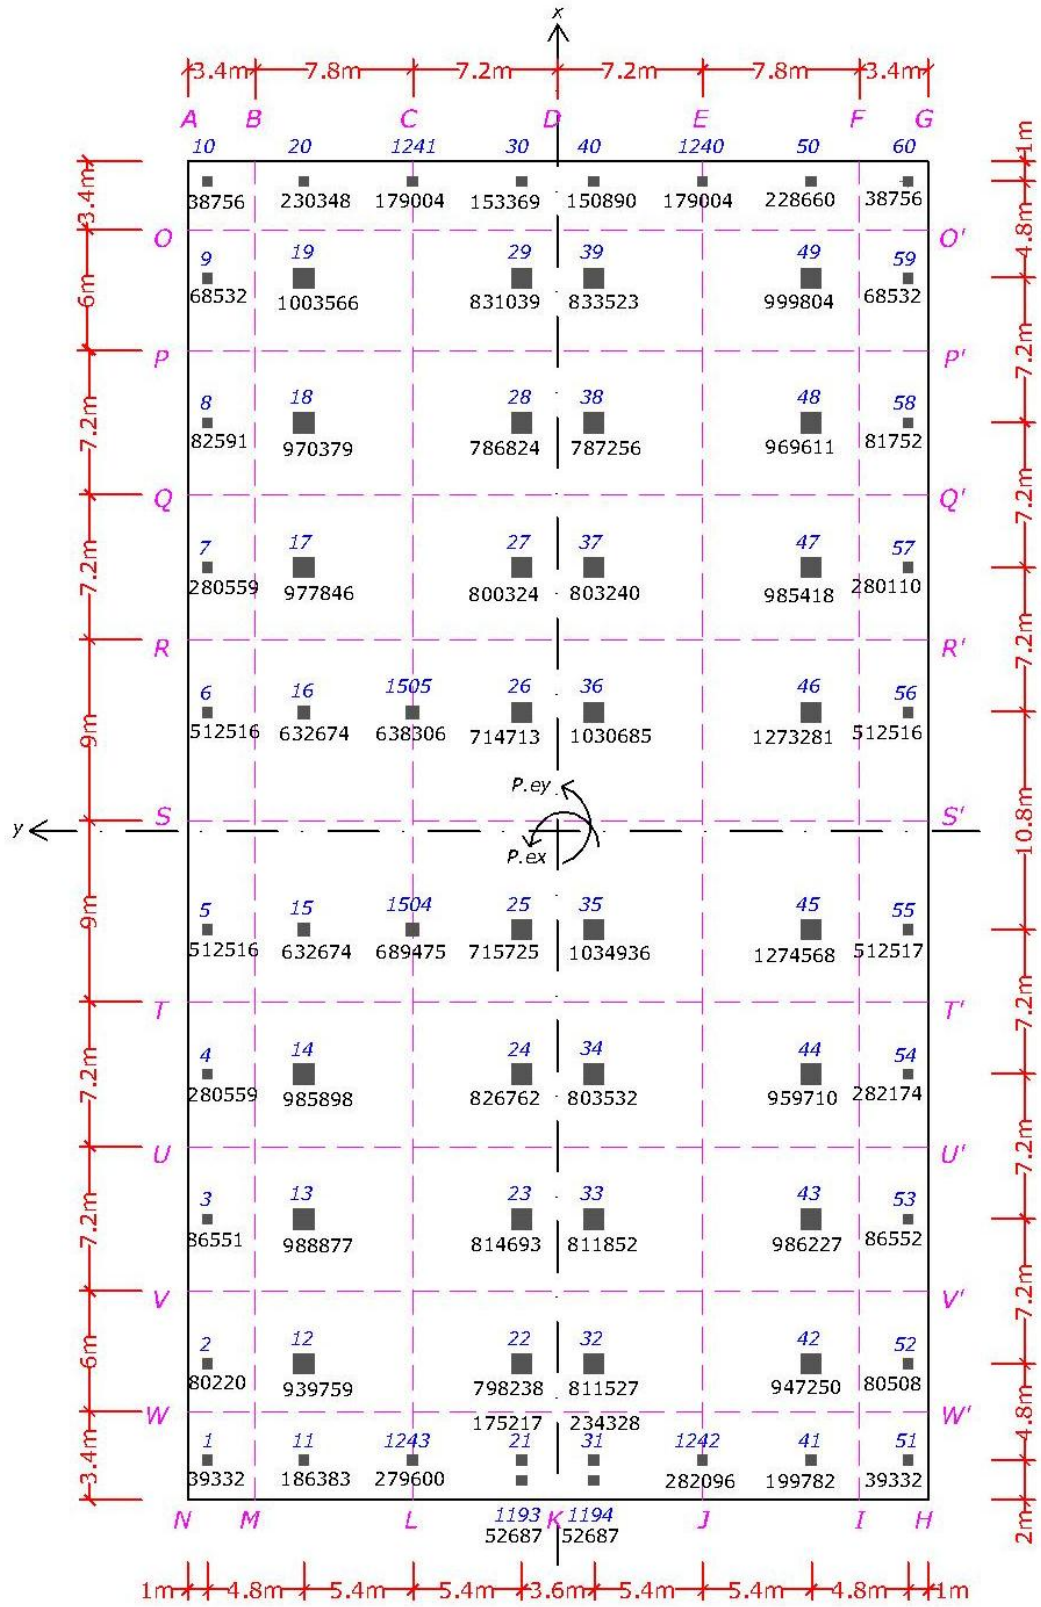 x
3.4m 7.8m 7.2m 7.2m 7.8m 3.4m
A B C D E F G
10 20 1241 30 40 1240 50 60
38756 230348 179004 153369 150890 179004 228660 38756
1m
3.4m
4.8m
O O'
9 19 29 39 49 59
68532 1003566 831039 833523 999804 68532
6m
7.2m
P P'
8 18 28 38 48 58
82591 970379 786824 787256 969611 81752
7.2m
7.2m
Q Q'
7 17 27 37 47 57
280559 977846 800324 803240 985418 280110
7.2m
7.2m
R R'
6 16 1505 26 36 46 56
512516 632674 638306 714713 1030685 1273281 512516
9m
P.ey
S S'
y
P.ex
10.8m
5 15 1504 25 35 45 55
512516 632674 689475 715725 1034936 1274568 512517
9m
7.2m
T T'
4 14 24 34 44 54
280559 985898 826762 803532 959710 282174
7.2m
7.2m
U U'
3 13 23 33 43 53
86551 988877 814693 811852 986227 86552
7.2m
7.2m
V V'
2 12 22 32 42 52
80220 939759 798238 811527 947250 80508
6m
W W'
175217 234328
4.8m
1 11 1243 21 31 1242 41 51
39332 186383 279600 282096 199782 39332
3.4m
2m
N M L K J I H
1193 1194
52687 52687
1m 4.8m 5.4m 5.4m 3.6m 5.4m 5.4m 4.8m 1m